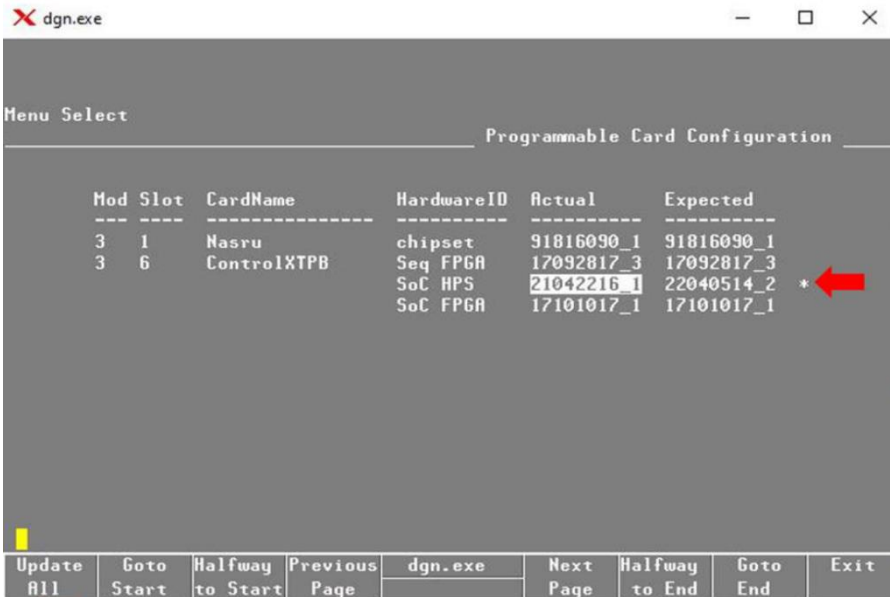 dgn.exe
Menu Select
Programmable Card Configuration
Mod Slot CardName HardwareID Actual Expected
--- ---- --------------- ---------- ---------- ----------
3 1 Nasru chipset 91816090_1 91816090_1
3 6 ControlXTPB Seq FPGA 17092817_3 17092817_3
SoC HPS 21042216_1 22040514_2 *
SoC FPGA 17101017_1 17101017_1
Update Goto Halfway Previous dgn.exe Next Halfway Goto Exit
All Start to Start Page Page to End End